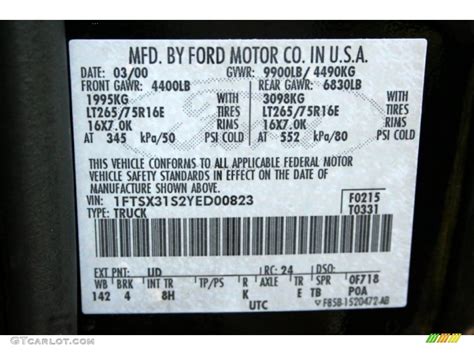 MFD. BY FORD MOTOR CO. IN U.S.A.
DATE: 03/00 GVWR: 9900LB/ 4490KG
FRONT GAWR: 4400LB REAR GAWR: 6830LB
1995KG WITH 3098KG WITH
LT265/75R16E TIRES LT265/75R16E TIRES
16X7.0K RIMS 16X7.0K RIMS
AT 345 kPa/50 PSI COLD AT 552 kPa/80 PSI COLD
THIS VEHICLE CONFORMS TO ALL APPLICABLE FEDERAL MOTOR
VEHICLE SAFETY STANDARDS IN EFFECT ON THE DATE OF
MANUFACTURE SHOWN ABOVE.
VIN: 1FTSX31S2YED00823 F0215
TYPE: TRUCK T0331
EXT PNT: UD RC: 24 DSO:
WB BRK INT TR TP/PS R AXLE TR SPR 0F718
142 4 8H K E TB POA
UTC F85B-1520472-AB
GTcarlot.com